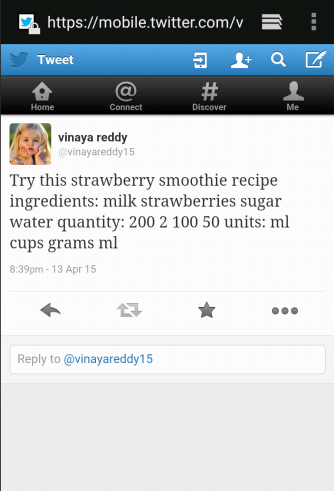 https://mobile.twitter.com/v
Tweet
Home
Connect
Discover
Me
vinaya reddy
@vinayareddy15
Try this strawberry smoothie recipe
ingredients: milk strawberries sugar
water quantity: 200 2 100 50 units: ml
cups grams ml
8:39pm - 13 Apr 15
Reply to @vinayareddy15